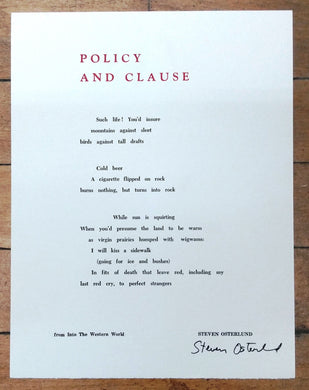 POLICY
AND CLAUSE
Such life! You'd insure
mountains against sleet
birds against tall drafts
Cold beer
A cigarette flipped on rock
burns nothing, but turns into rock
While sun is squirting
When you'd presume the land to be warm
as virgin prairies humped with wigwams:
I will kiss a sidewalk
(going for ice and bushes)
In fits of death that leave red, including my
last red cry, to perfect strangers
from Into The Western World
STEVEN OSTERLUND
Steven Osterlund